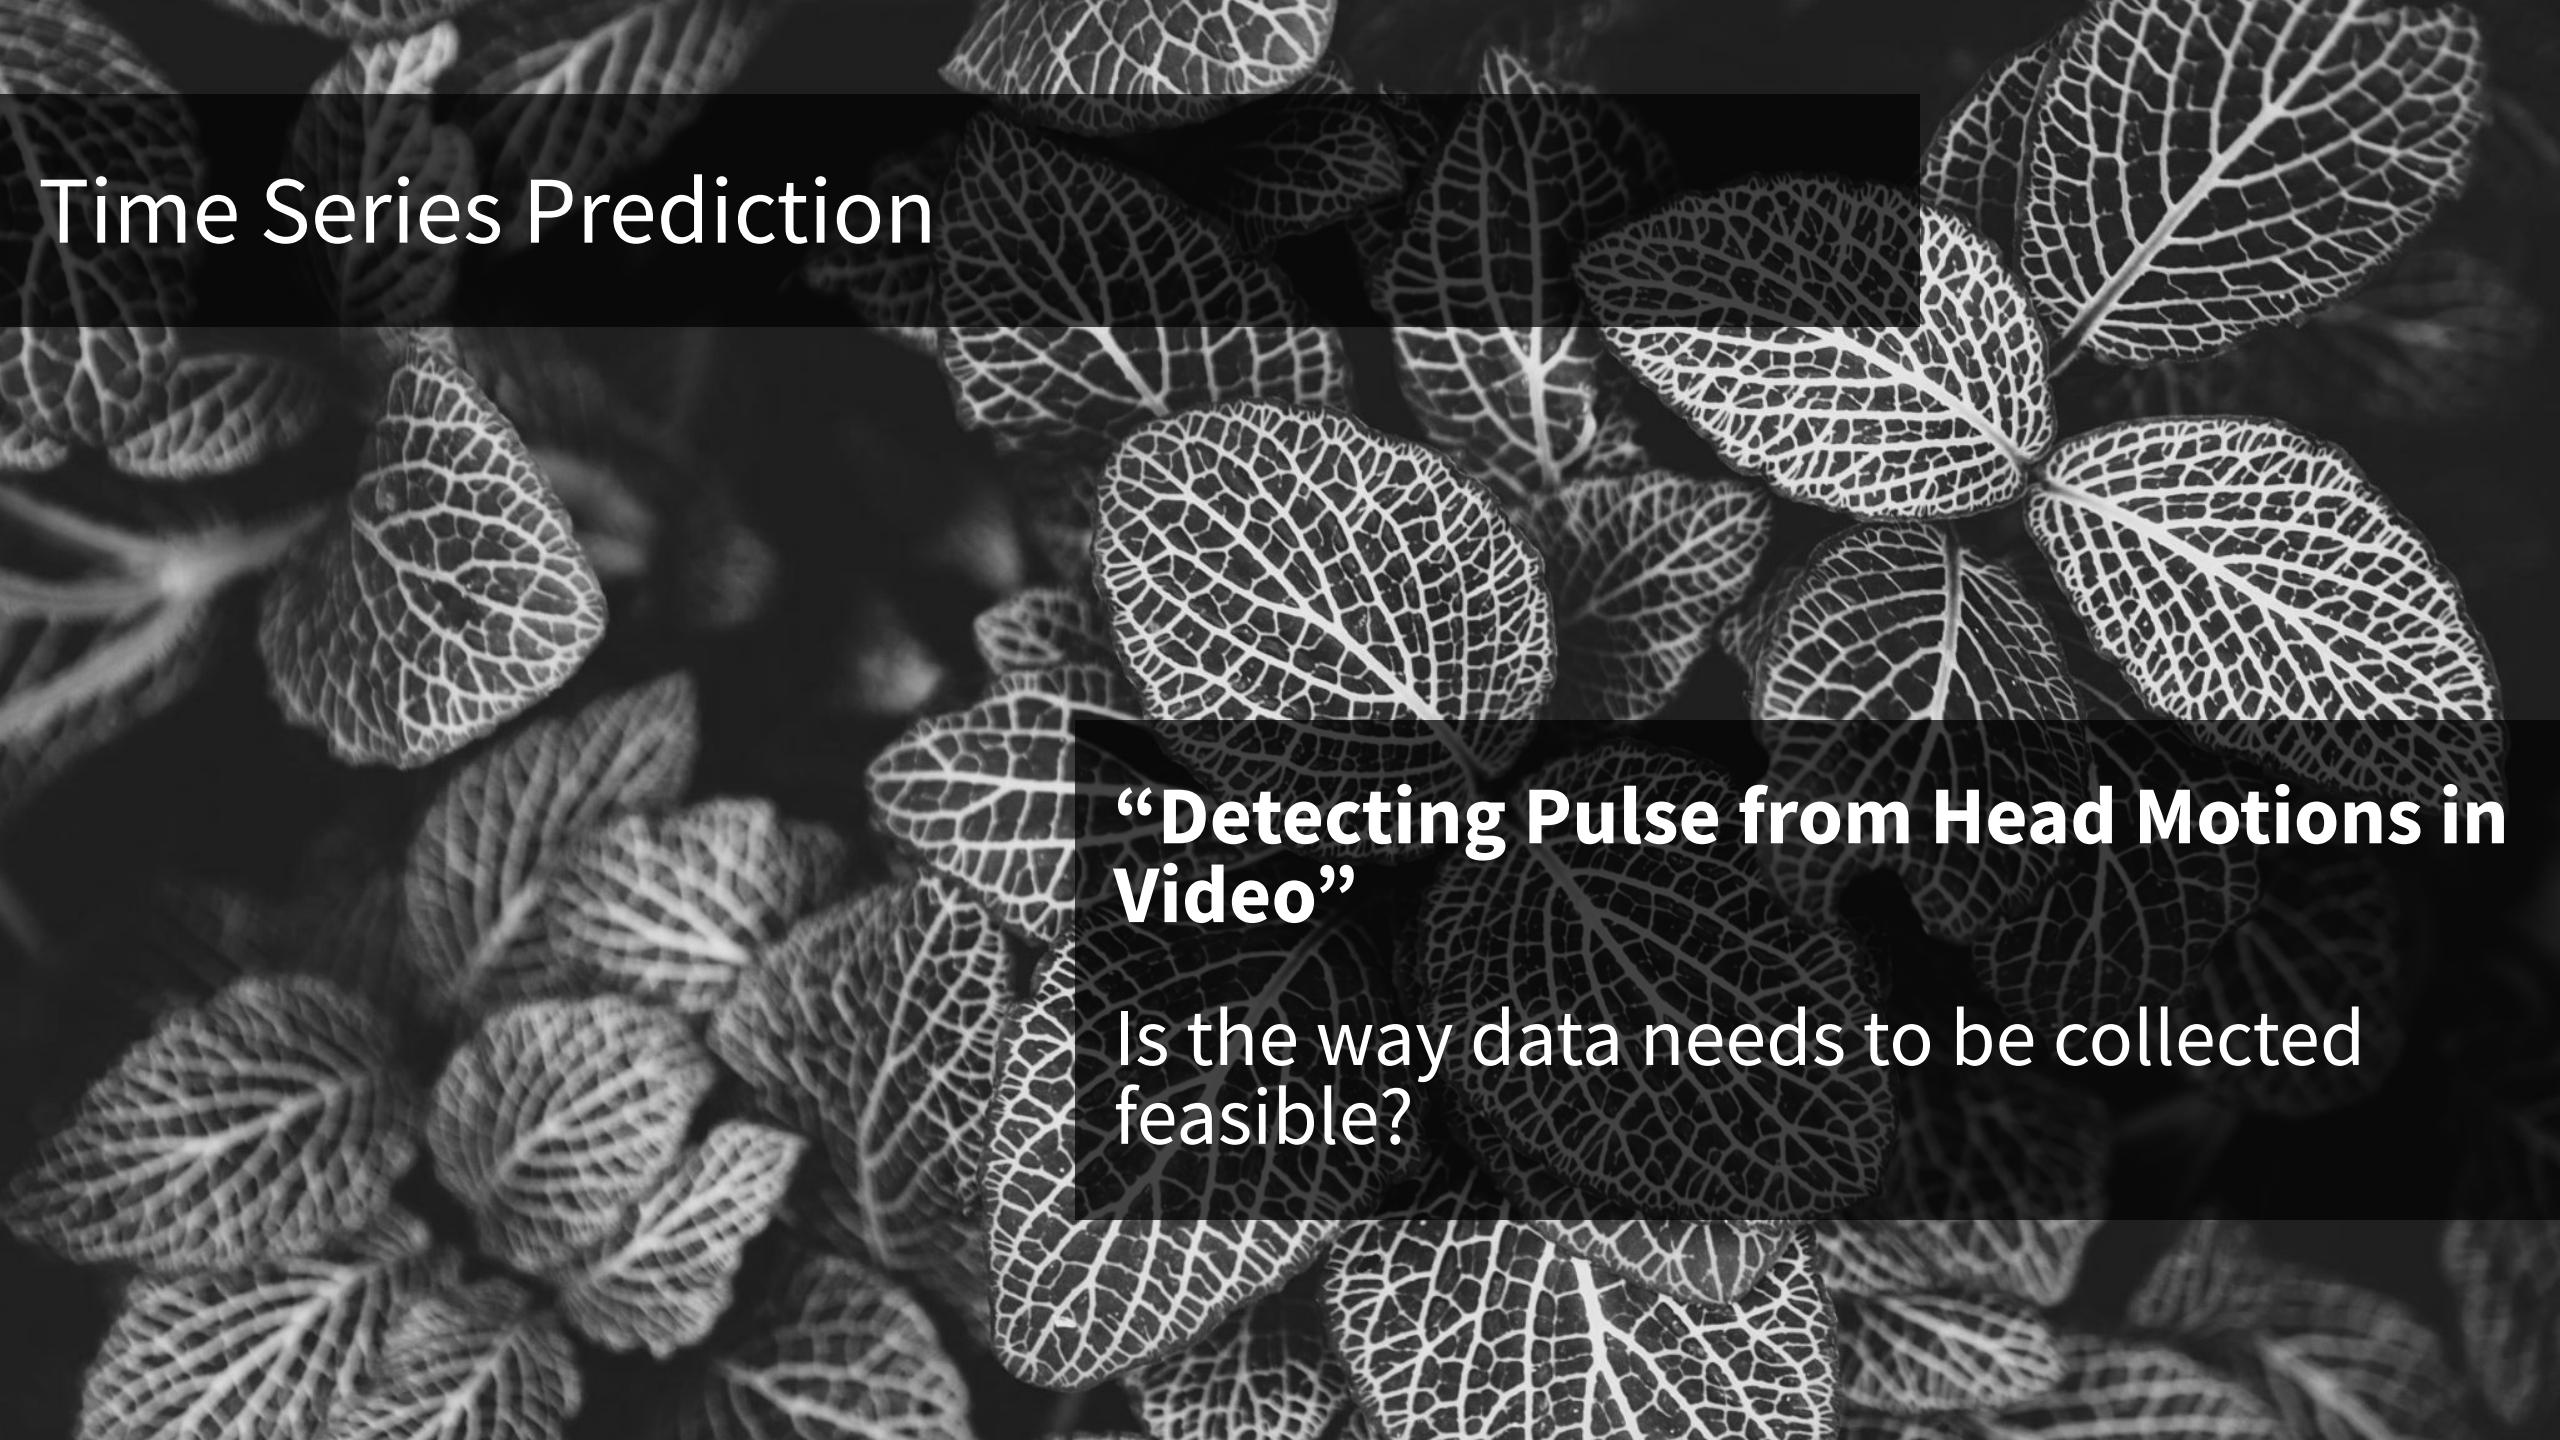 Time Series Prediction
“Detecting Pulse from Head Motions in
Video”
Is the way data needs to be collected
feasible?